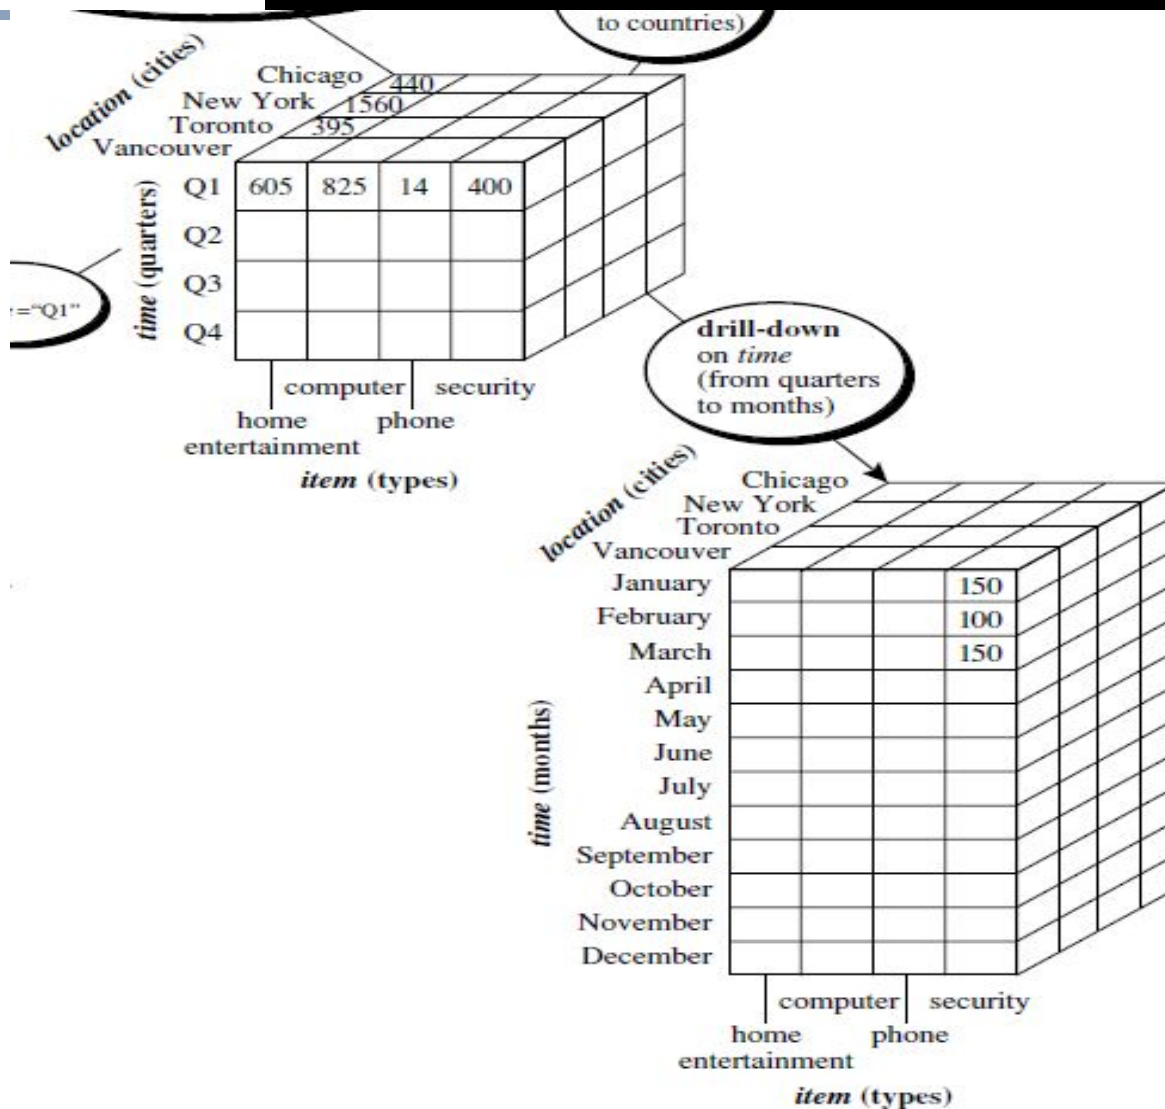 to countries)
location (cities)
Chicago
New York
Toronto
Vancouver
440
1560
395
time (quarters)
Q1 605 825 14 400
Q2
Q3
Q4
="Q1"
computer security
home phone
entertainment
item (types)
drill-down
on time
(from quarters
to months)
location (cities)
Chicago
New York
Toronto
Vancouver
time (months)
January 150
February 100
March 150
April
May
June
July
August
September
October
November
December
computer security
home phone
entertainment
item (types)